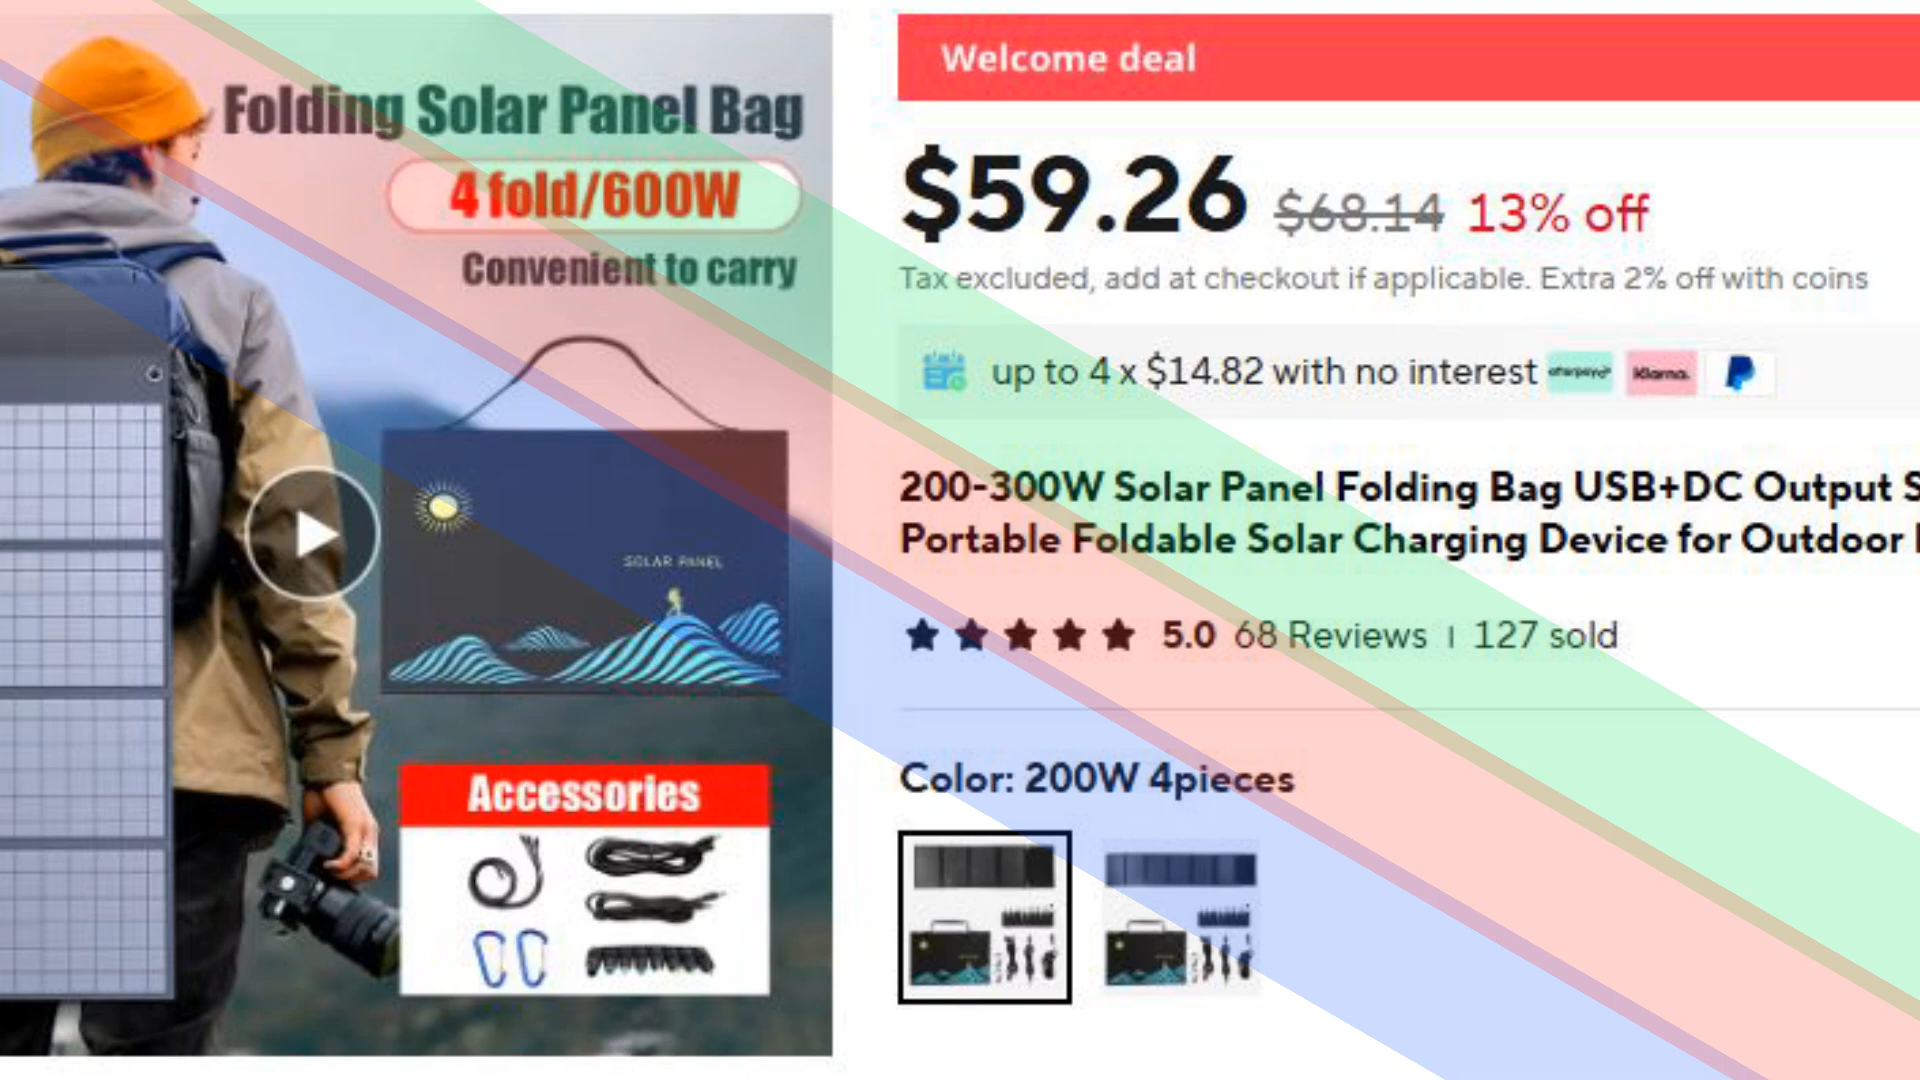 Folding Solar Panel Bag
4 fold/600W
Convenient to carry
SOLAR PANEL
Accessories
Welcome deal
$59.26 $68.14 13% off
Tax excluded, add at checkout if applicable. Extra 2% off with coins
up to 4 x $14.82 with no interest afterpay Klarna.
200-300W Solar Panel Folding Bag USB+DC Output S
Portable Foldable Solar Charging Device for Outdoor
5.0 68 Reviews | 127 sold
Color: 200W 4pieces